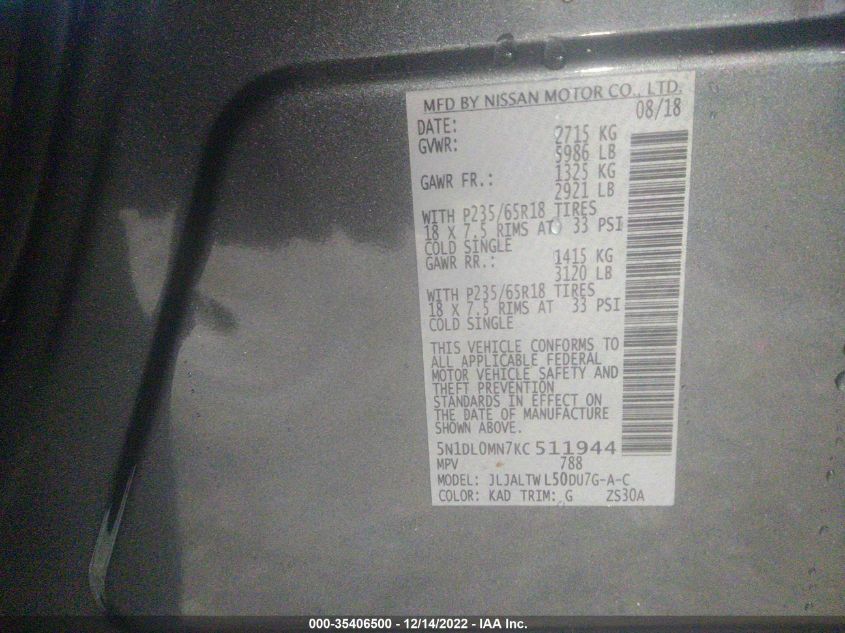 MFD BY NISSAN MOTOR CO., LTD.
DATE: 08/18
GVWR: 2715 KG
5986 LB
GAWR FR.: 1325 KG
2921 LB
WITH P235/65R18 TIRES
18 X 7.5 RIMS AT 33 PSI
COLD SINGLE
GAWR RR.: 1415 KG
3120 LB
WITH P235/65R18 TIRES
18 X 7.5 RIMS AT 33 PSI
COLD SINGLE
THIS VEHICLE CONFORMS TO
ALL APPLICABLE FEDERAL
MOTOR VEHICLE SAFETY AND
THEFT PREVENTION
STANDARDS IN EFFECT ON
THE DATE OF MANUFACTURE
SHOWN ABOVE.
5N1DL0MN7KC511944
MPV 788
MODEL: JLJALTWL50DU7G-A-C
COLOR: KAD TRIM: G ZS30A
000-35406500 - 12/14/2022 - IAA Inc.